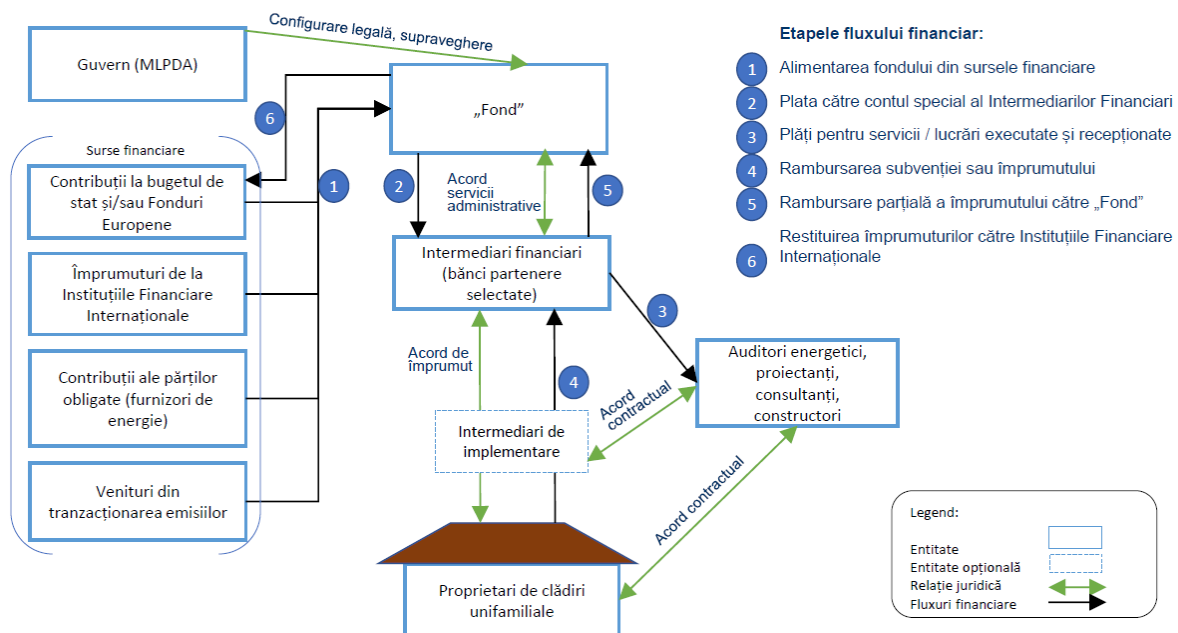 Configurare legală, supraveghere
Guvern (MLPDA)
„Fond”
6
Surse financiare
Contribuții la bugetul de
stat și/sau Fonduri
Europene
Împrumuturi de la
Instituțiile Financiare
Internaționale
Contribuții ale părților
obligate (furnizori de
energie)
Venituri din
tranzacționarea emisiilor
1
2
Acord
servicii
administrative
5
Intermediari financiari
(bănci partenere
selectate)
3
Acord de
împrumut
4
Auditori energetici,
proiectanți,
consultanți,
constructori
Acord
contractual
Intermediari de
implementare
Acord contractual
Proprietari de clădiri
unifamiliale
Etapele fluxului financiar:
1 Alimentarea fondului din sursele financiare
2 Plata către contul special al Intermediarilor Financiari
3 Plăți pentru servicii / lucrări executate și recepționate
4 Rambursarea subvenției sau împrumutului
5 Rambursare parțială a împrumutului către „Fond”
Restituirea împrumuturilor către Instituțiile Financiare
6 Internaționale
Legend:
Entitate
Entitate opțională
Relație juridică
Fluxuri financiare